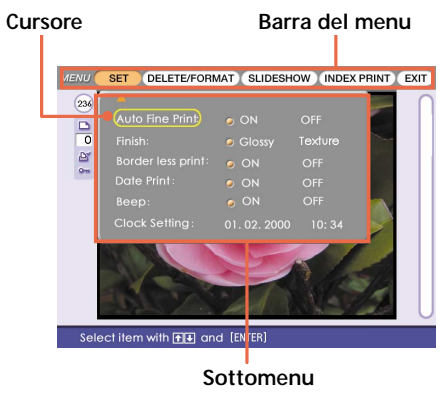 Cursore Barra del menu
MENU SET DELETE/FORMAT SLIDESHOW INDEX PRINT EXIT
236
Auto Fine Print: ON OFF
0
Finish: Glossy Texture
Border less print: ON OFF
Date Print: ON OFF
Beep: ON OFF
Clock Setting: 01. 02. 2000 10: 34
Select item with and [ENTER]
Sottomenu